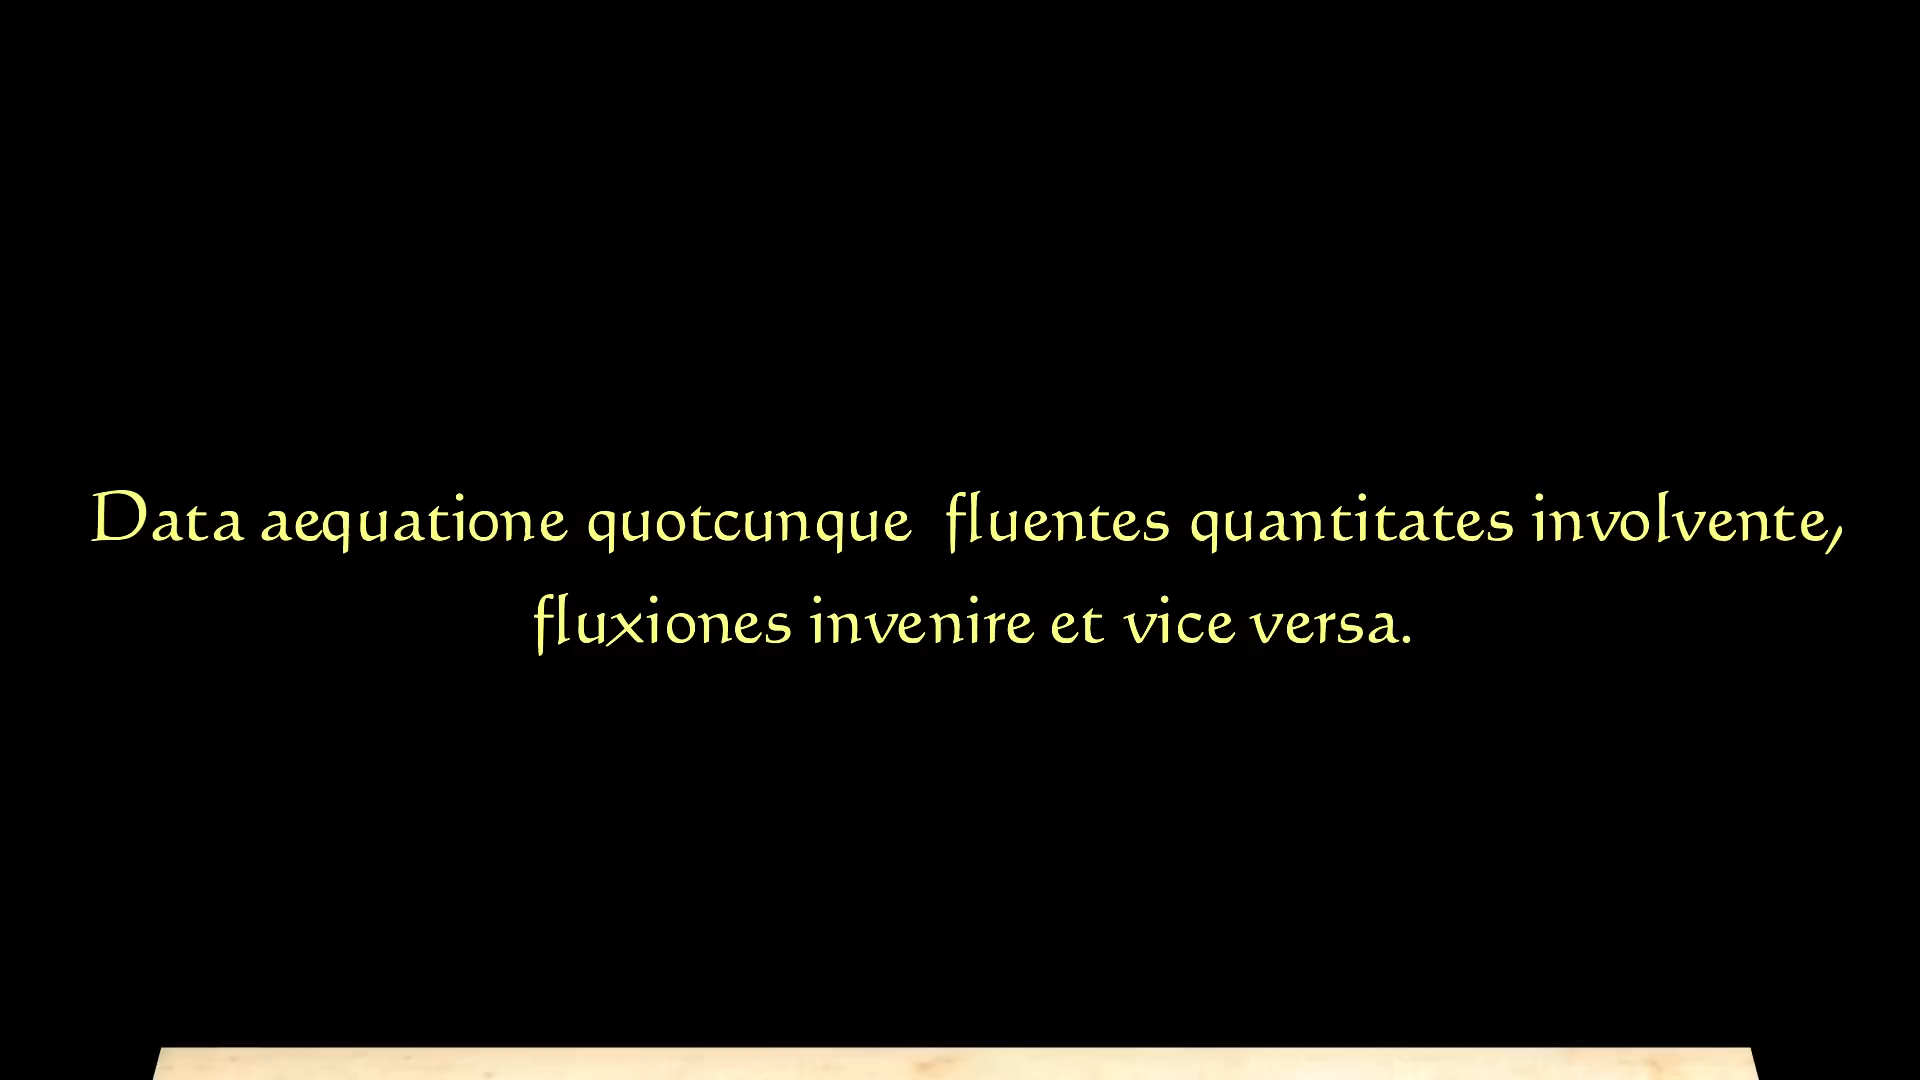 Data aequatione quotcunque fluentes quantitates involvente,
fluxiones invenire et vice versa.